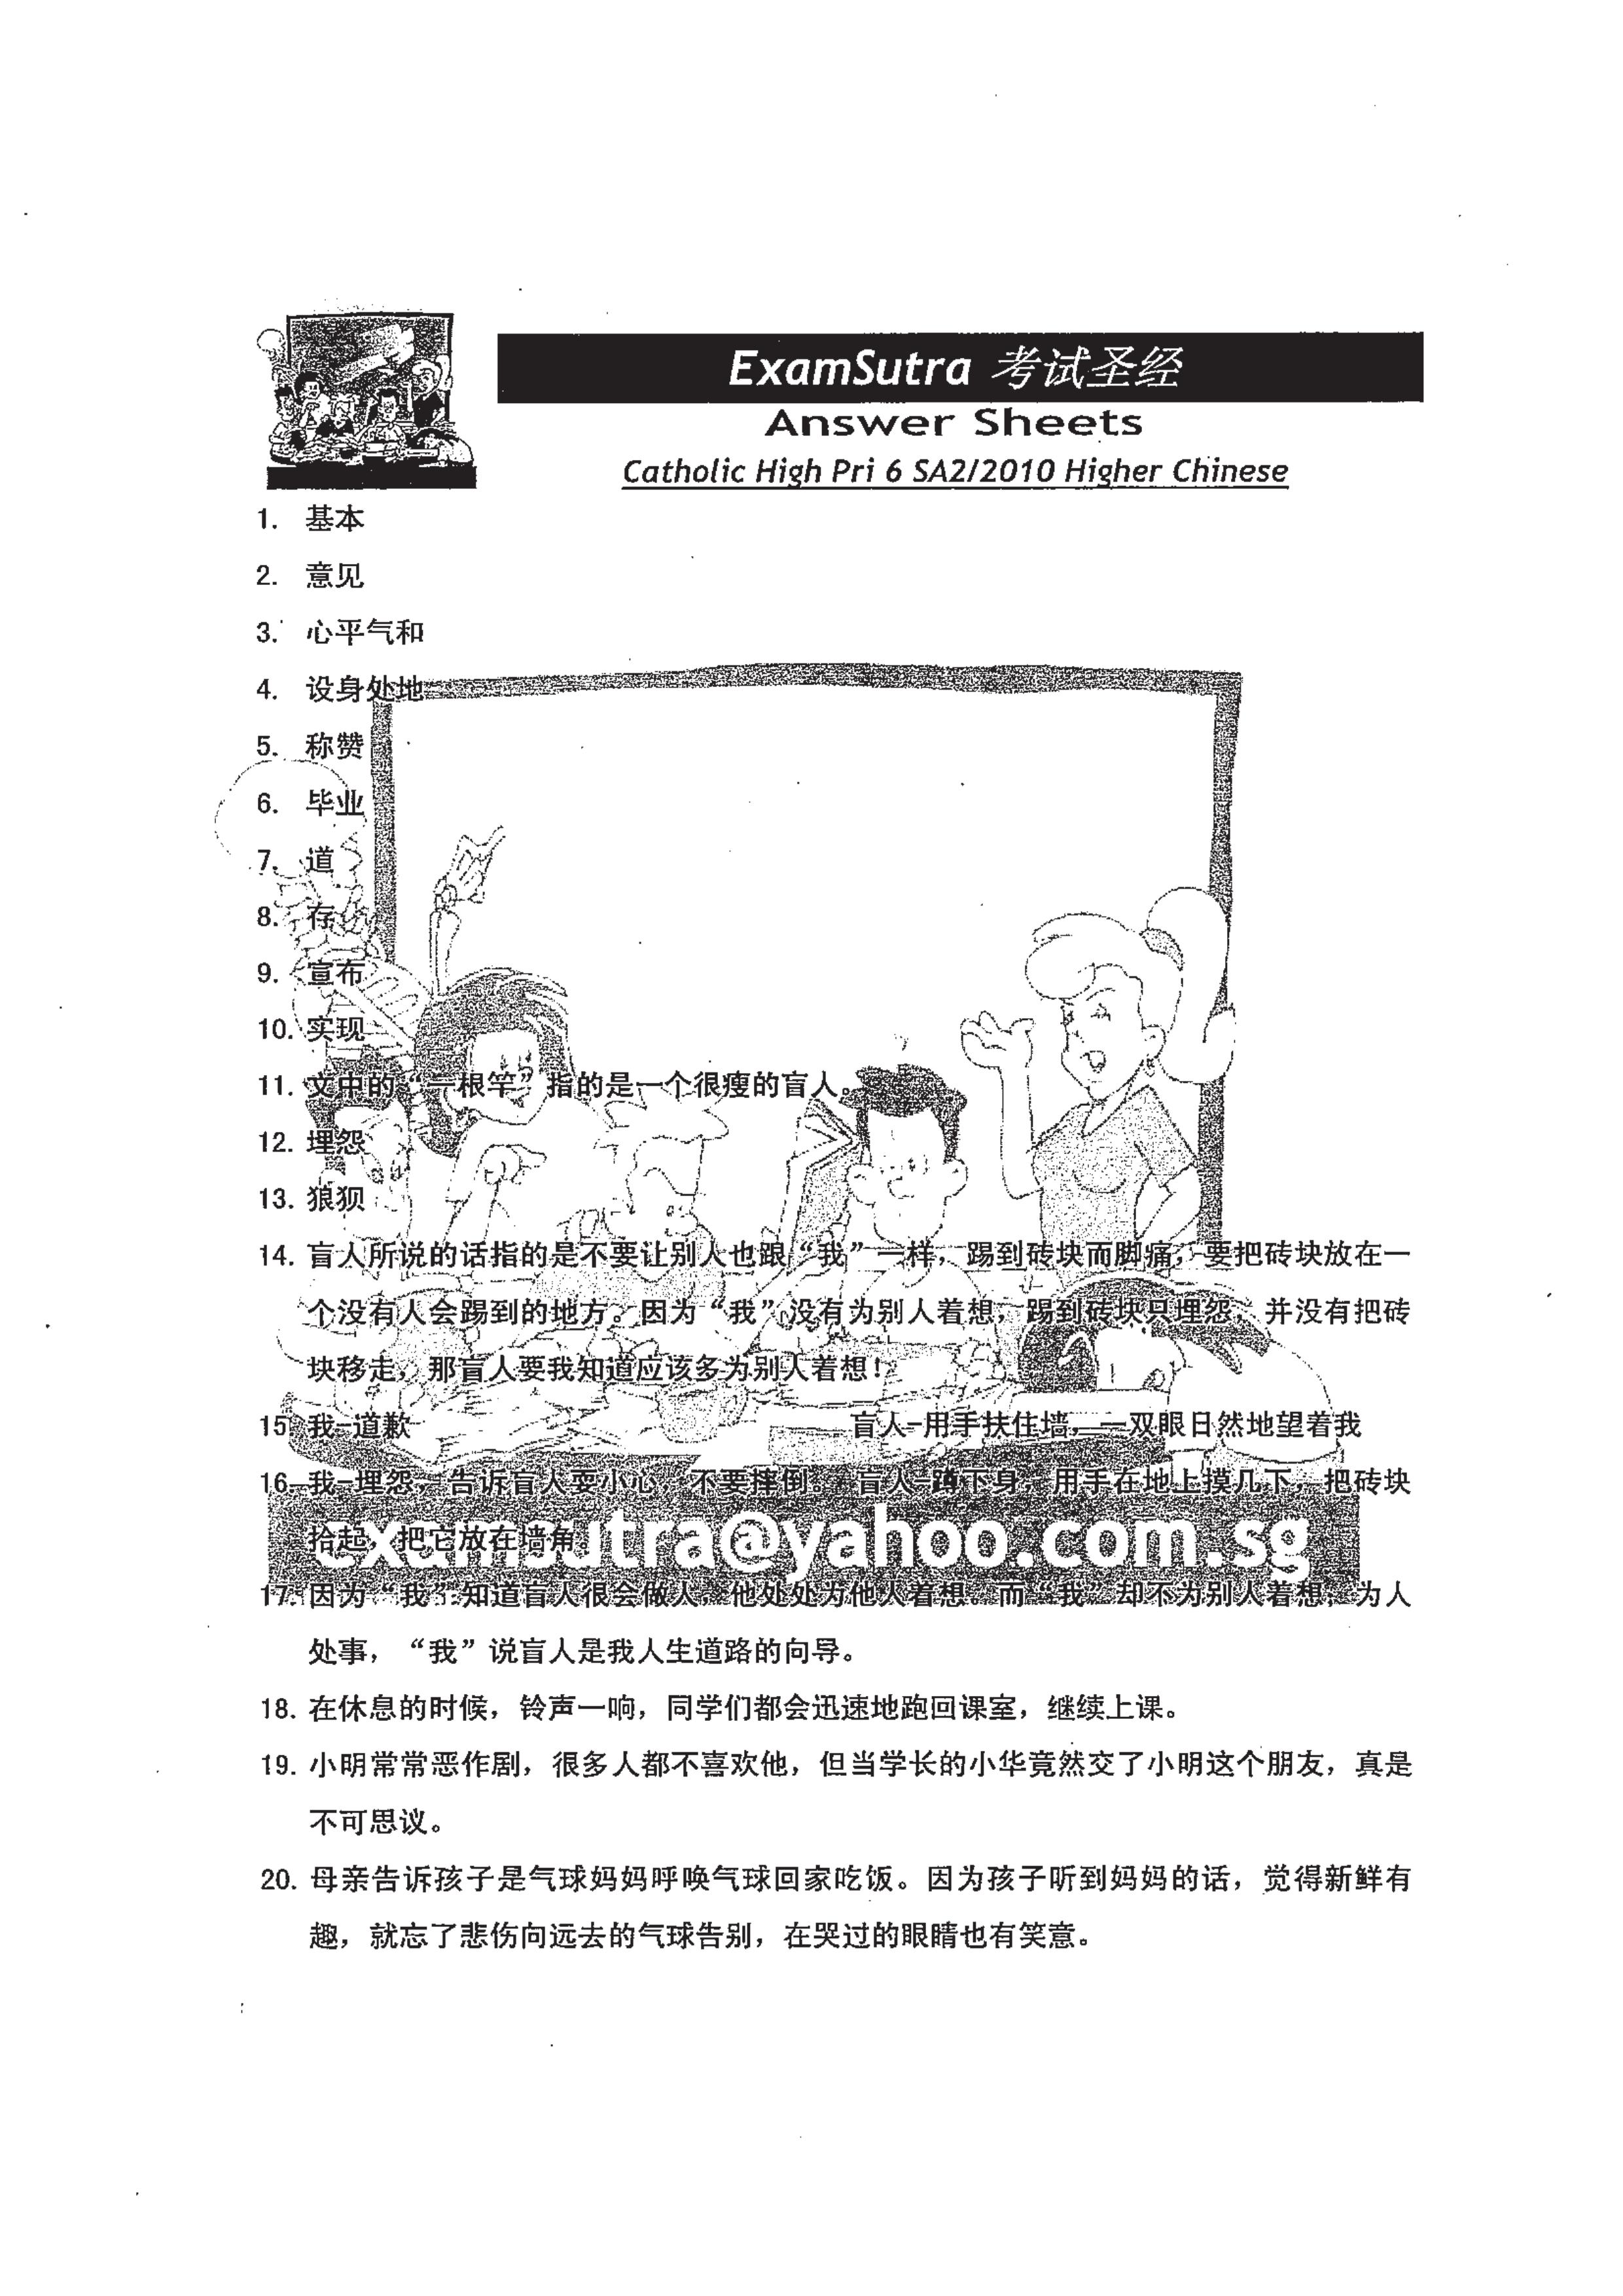 ExamSutra 考试圣经
Answer Sheets
Catholic High Pri 6 SA2/2010 Higher Chinese
1. 基本
2. 意见
3. 心平气和
4. 设身处地
5. 称赞
6. 毕业
7. 道
8. 存
9. 宣布
10. 实现
11. 文中的“一根竿”指的是一个很瘦的盲人。
12. 埋怨
13. 狼狈
14. 盲人所说的话指的是不要让别人也跟“我”一样，踢到砖块而脚痛，要把砖块放在一
个没有人会踢到的地方。因为“我”没有为别人着想，踢到砖块只埋怨，并没有把砖
块移走，那盲人要我知道应该多为别人着想！
15. 我-道歉 盲人-用手扶住墙，一双眼日然地望着我
16. 我-埋怨，告诉盲人耍小心，不要摔倒。 盲人-蹲下身，用手在地上摸几下，把砖块
拾起，把它放在墙角。
examsutra@yahoo.com.sg
17. 因为“我”知道盲人很会做人，他处处为他人着想。而“我”却不为别人着想，为人
处事，“我”说盲人是我人生道路的向导。
18. 在休息的时候，铃声一响，同学们都会迅速地跑回课室，继续上课。
19. 小明常常恶作剧，很多人都不喜欢他，但当学长的小华竟然交了小明这个朋友，真是
不可思议。
20. 母亲告诉孩子是气球妈妈呼唤气球回家吃饭。因为孩子听到妈妈的话，觉得新鲜有
趣，就忘了悲伤向远去的气球告别，在哭过的眼睛也有笑意。